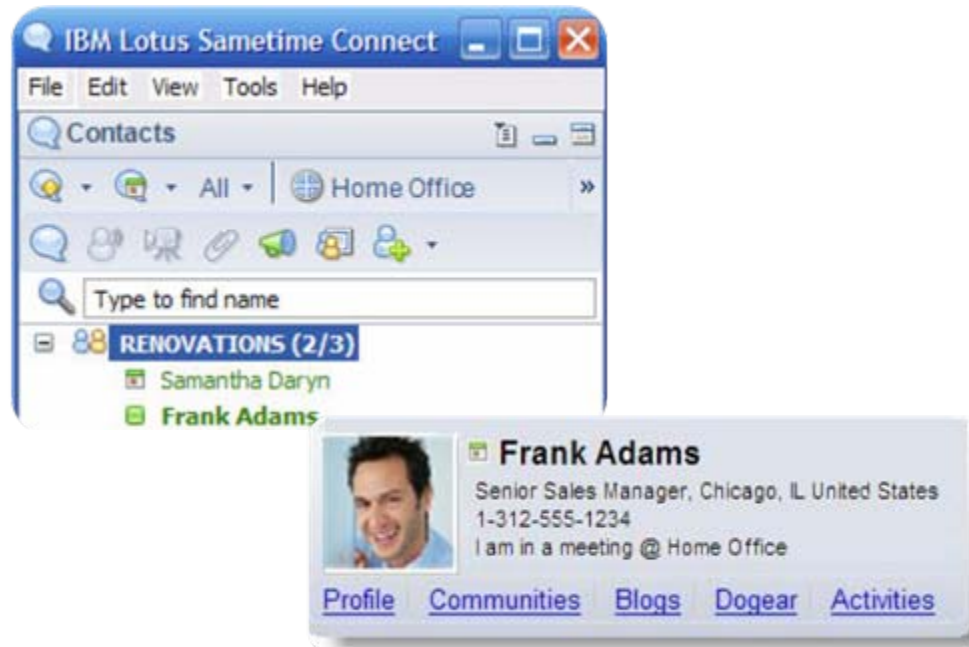 IBM Lotus Sametime Connect
File Edit View Tools Help
Contacts
All Home Office »
Type to find name
RENOVATIONS (2/3)
Samantha Daryn
Frank Adams
Frank Adams
Senior Sales Manager, Chicago, IL United States
1-312-555-1234
I am in a meeting @ Home Office
Profile Communities Blogs Dogear Activities